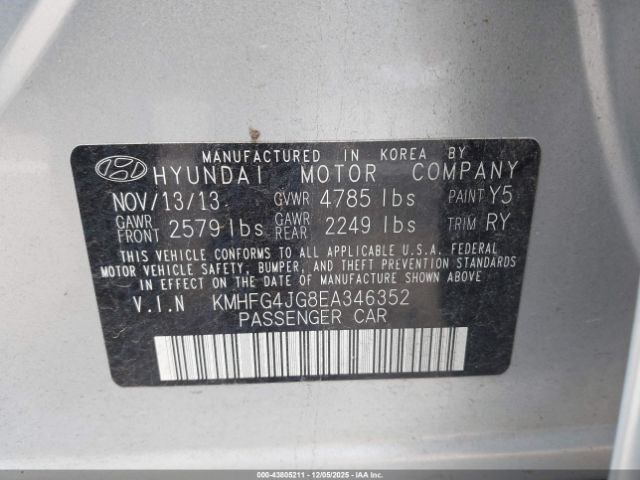 MANUFACTURED IN KOREA BY
HYUNDAI MOTOR COMPANY
NOV/13/13 GVWR 4785 lbs PAINT Y5
GAWR FRONT 2579 lbs GAWR REAR 2249 lbs TRIM RY
THIS VEHICLE CONFORMS TO ALL APPLICABLE U.S.A. FEDERAL
MOTOR VEHICLE SAFETY, BUMPER, AND THEFT PREVENTION STANDARDS
IN EFFECT ON THE DATE OF MANUFACTURE SHOWN ABOVE
V.I.N KMHFG4JG8EA346352
PASSENGER CAR
000-43805211 - 12/05/2025 - IAAI.COM